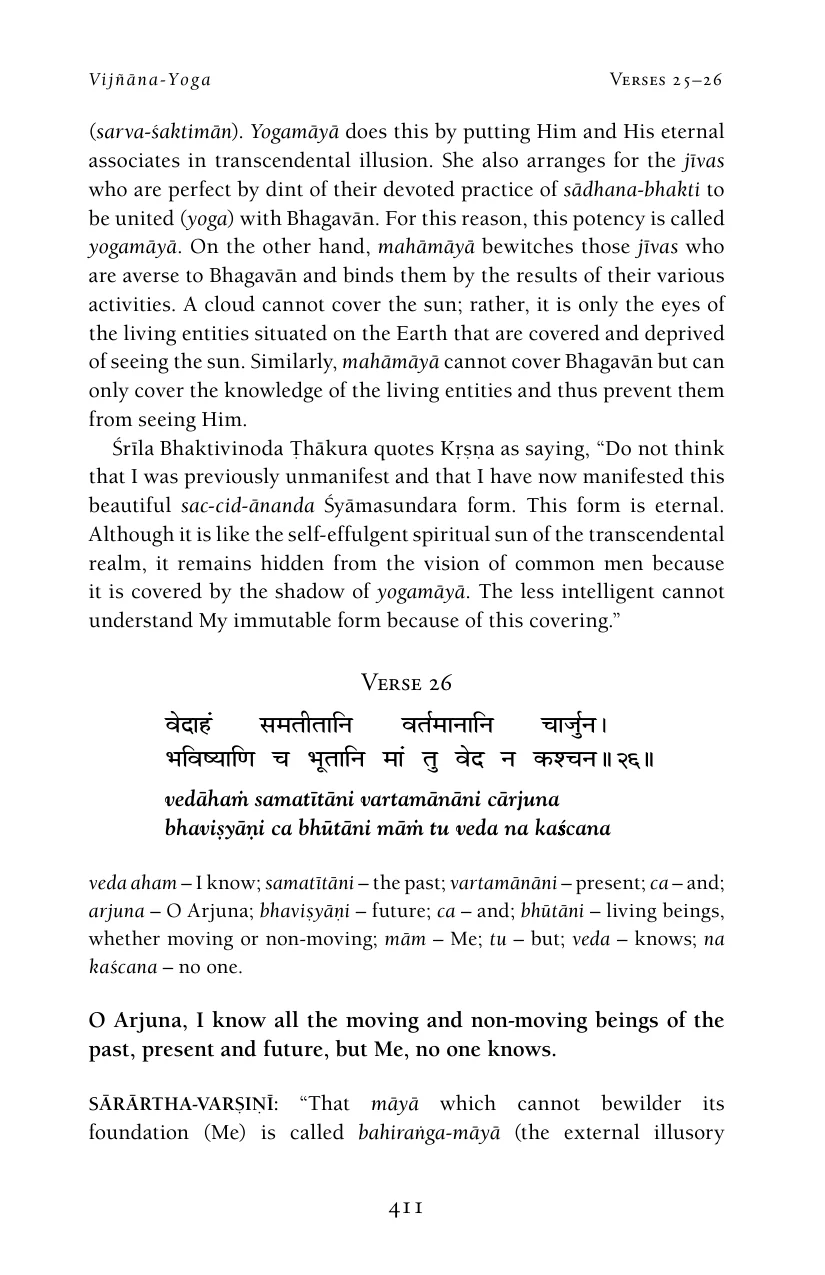 Vijñāna-Yoga Verses 25–26
(sarva-śaktimān). Yogamāyā does this by putting Him and His eternal
associates in transcendental illusion. She also arranges for the jīvas
who are perfect by dint of their devoted practice of sādhana-bhakti to
be united (yoga) with Bhagavān. For this reason, this potency is called
yogamāyā. On the other hand, mahāmāyā bewitches those jīvas who
are averse to Bhagavān and binds them by the results of their various
activities. A cloud cannot cover the sun; rather, it is only the eyes of
the living entities situated on the Earth that are covered and deprived
of seeing the sun. Similarly, mahāmāyā cannot cover Bhagavān but can
only cover the knowledge of the living entities and thus prevent them
from seeing Him.
Śrīla Bhaktivinoda Ṭhākura quotes Kṛṣṇa as saying, “Do not think
that I was previously unmanifest and that I have now manifested this
beautiful sac-cid-ānanda Śyāmasundara form. This form is eternal.
Although it is like the self-effulgent spiritual sun of the transcendental
realm, it remains hidden from the vision of common men because
it is covered by the shadow of yogamāyā. The less intelligent cannot
understand My immutable form because of this covering.”
Verse 26
वेदाहं समतीतानि वर्तमानानि चार्जुन।
भविष्याणि च भूतानि मां तु वेद न कश्चन॥२६॥
vedāhaṁ samatītāni vartamānāni cārjuna
bhaviṣyāṇi ca bhūtāni māṁ tu veda na kaścana
veda aham – I know; samatītāni – the past; vartamānāni – present; ca – and;
arjuna – O Arjuna; bhaviṣyāṇi – future; ca – and; bhūtāni – living beings,
whether moving or non-moving; mām – Me; tu – but; veda – knows; na
kaścana – no one.
O Arjuna, I know all the moving and non-moving beings of the
past, present and future, but Me, no one knows.
SĀRĀRTHA-VARṢIṆĪ: “That māyā which cannot bewilder its
foundation (Me) is called bahiraṅga-māyā (the external illusory
411